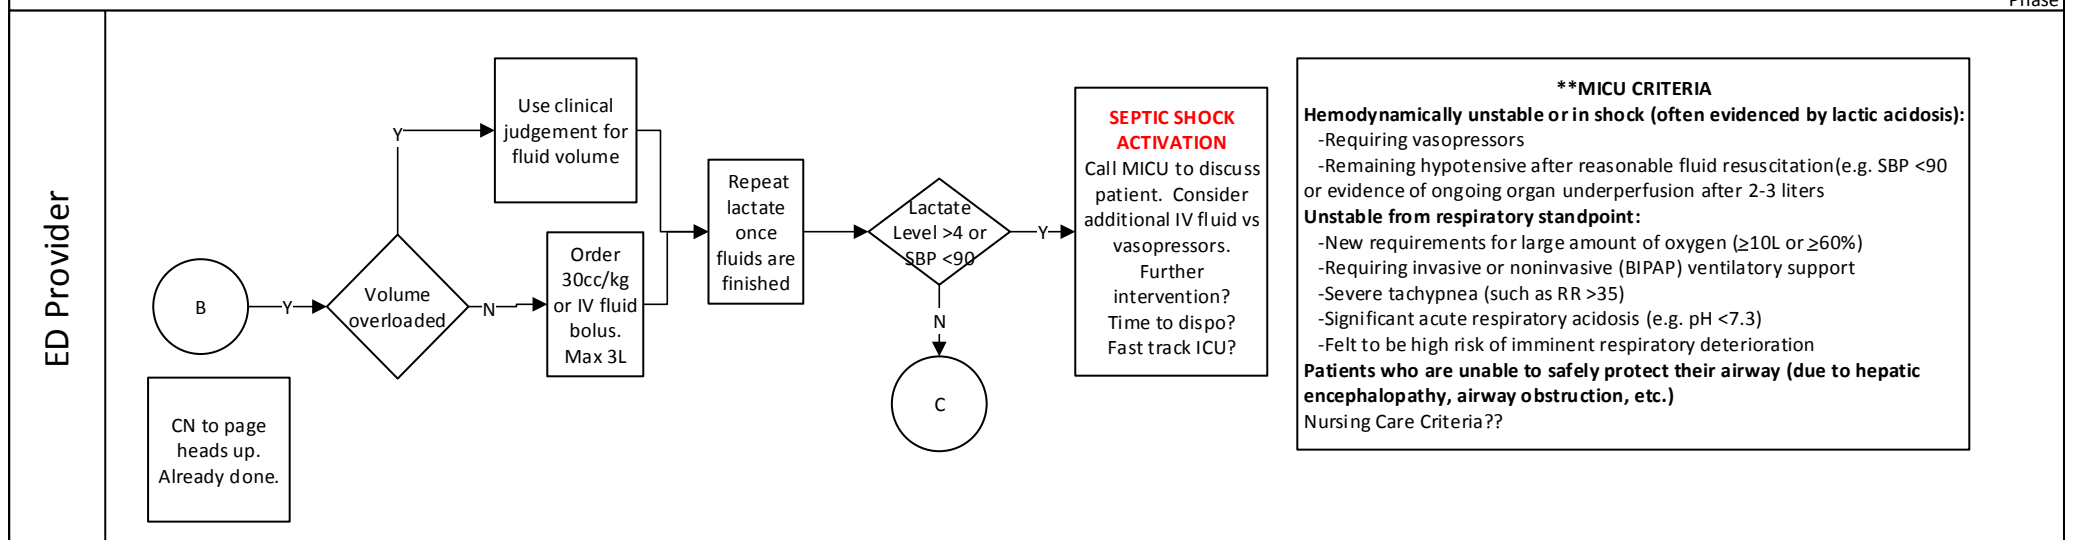 Phase
ED Provider
B
Y
Volume
overloaded
Y
N
Use clinical
judgement for
fluid volume
Order
30cc/kg
or IV fluid
bolus.
Max 3L
Repeat
lactate
once
fluids are
finished
Lactate
Level >4 or
SBP <90
Y
N
C
SEPTIC SHOCK
ACTIVATION
Call MICU to discuss
patient. Consider
additional IV fluid vs
vasopressors.
Further
intervention?
Time to dispo?
Fast track ICU?
**MICU CRITERIA
Hemodynamically unstable or in shock (often evidenced by lactic acidosis):
-Requiring vasopressors
-Remaining hypotensive after reasonable fluid resuscitation(e.g. SBP <90
or evidence of ongoing organ underperfusion after 2-3 liters
Unstable from respiratory standpoint:
-New requirements for large amount of oxygen (≥10L or ≥60%)
-Requiring invasive or noninvasive (BIPAP) ventilatory support
-Severe tachypnea (such as RR >35)
-Significant acute respiratory acidosis (e.g. pH <7.3)
-Felt to be high risk of imminent respiratory deterioration
Patients who are unable to safely protect their airway (due to hepatic
encephalopathy, airway obstruction, etc.)
Nursing Care Criteria??
CN to page
heads up.
Already done.